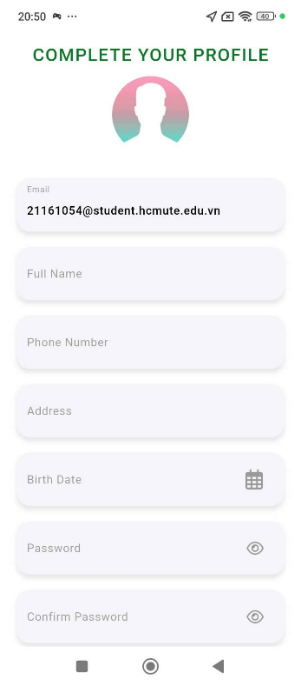 20:50
40
COMPLETE YOUR PROFILE
Email
21161054@student.hcmute.edu.vn
Full Name
Phone Number
Address
Birth Date
Password
Confirm Password